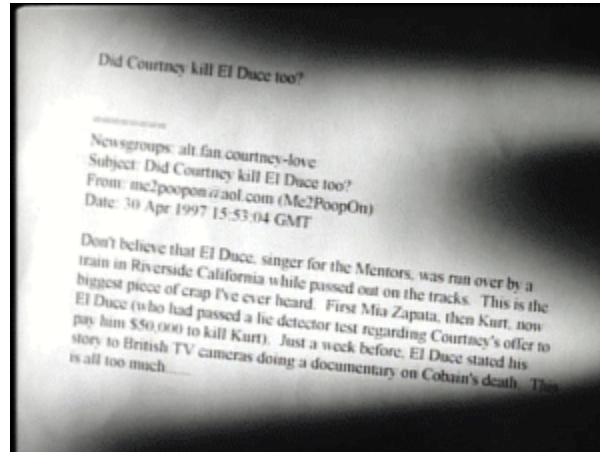 Did Courtney kill El Duce too?
========
Newsgroups: alt.fan.courtney-love
Subject: Did Courtney kill El Duce too?
From: me2poopon@aol.com (Me2PoopOn)
Date: 30 Apr 1997 15:53:04 GMT
Don't believe that El Duce, singer for the Mentors, was run over by a
train in Riverside California while passed out on the tracks. This is the
biggest piece of crap I've ever heard. First Mia Zapata, then Kurt, now
El Duce (who had passed a lie detector test regarding Courtney's offer to
pay him $50,000 to kill Kurt). Just a week before, El Duce stated his
story to British TV cameras doing a documentary on Cobain's death. This
is all too much......